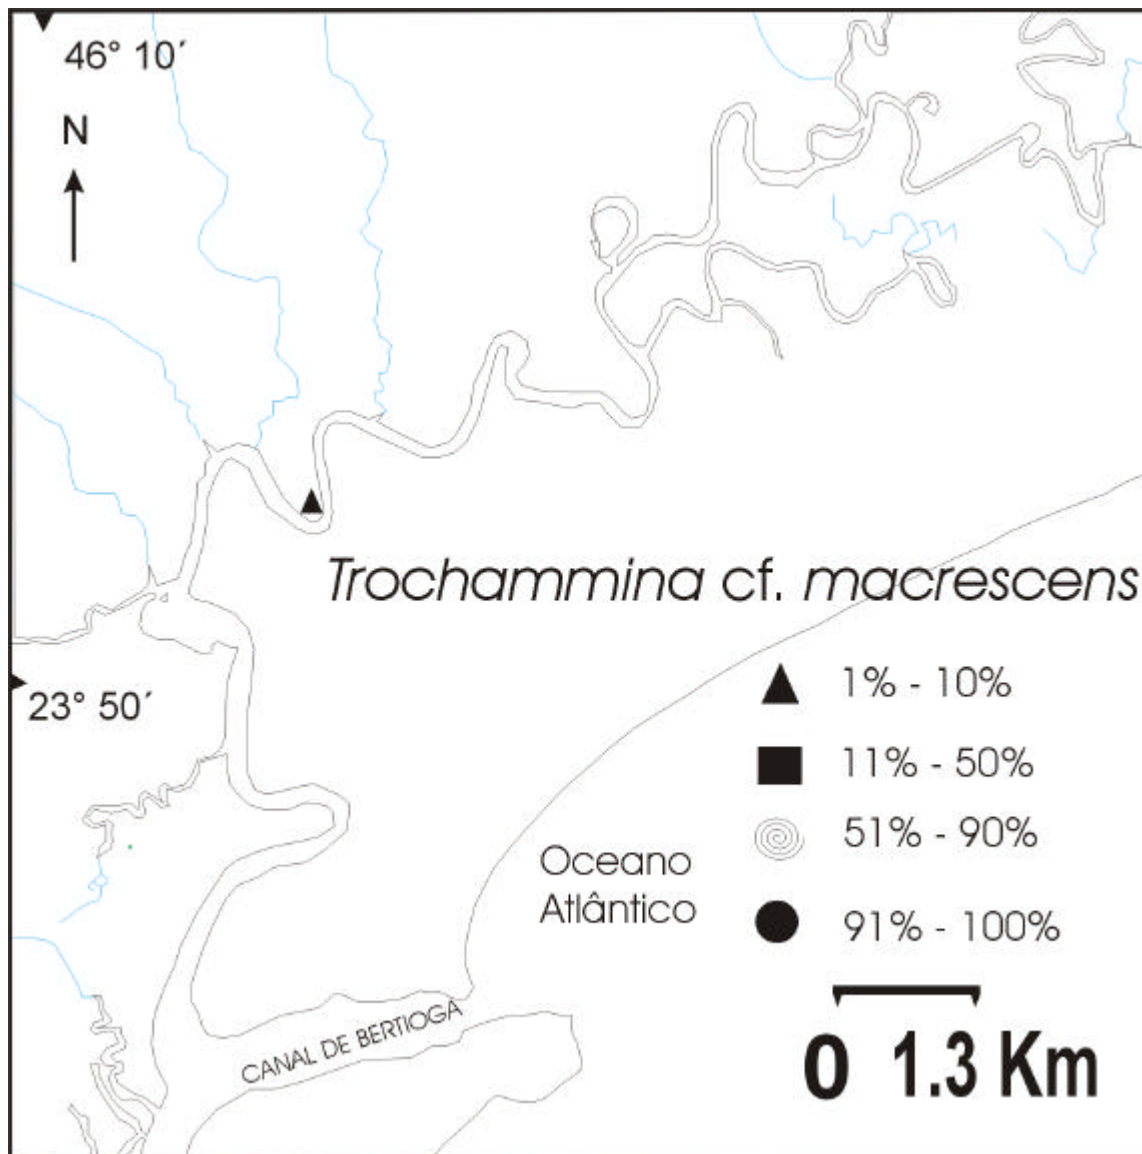 46° 10´
N
Trochammina cf. macrescens
23° 50´
1% - 10%
11% - 50%
51% - 90%
91% - 100%
Oceano
Atlântico
CANAL DE BERTIOGA
0 1.3 Km